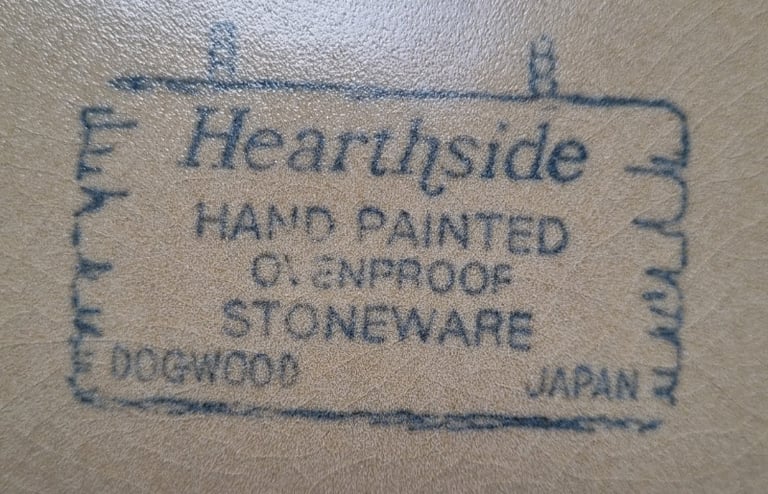 Hearthside
HAND PAINTED
OVENPROOF
STONEWARE
DOGWOOD JAPAN